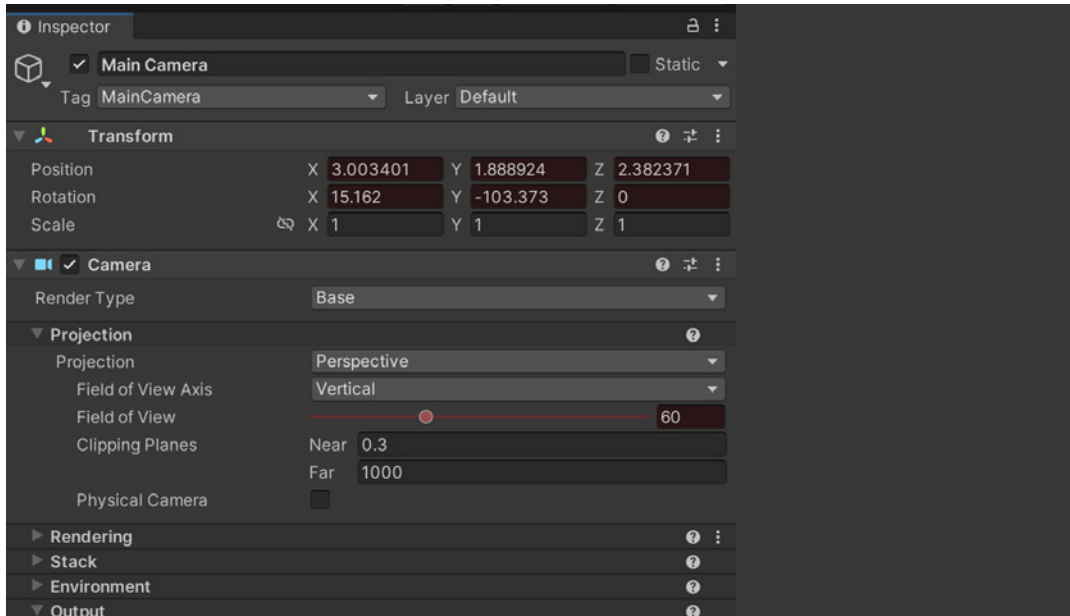 Inspector
Main Camera Static
Tag MainCamera Layer Default
Transform
Position X 3.003401 Y 1.888924 Z 2.382371
Rotation X 15.162 Y -103.373 Z 0
Scale X 1 Y 1 Z 1
Camera
Render Type Base
Projection
Projection Perspective
Field of View Axis Vertical
Field of View 60
Clipping Planes Near 0.3
Far 1000
Physical Camera
Rendering
Stack
Environment
Output